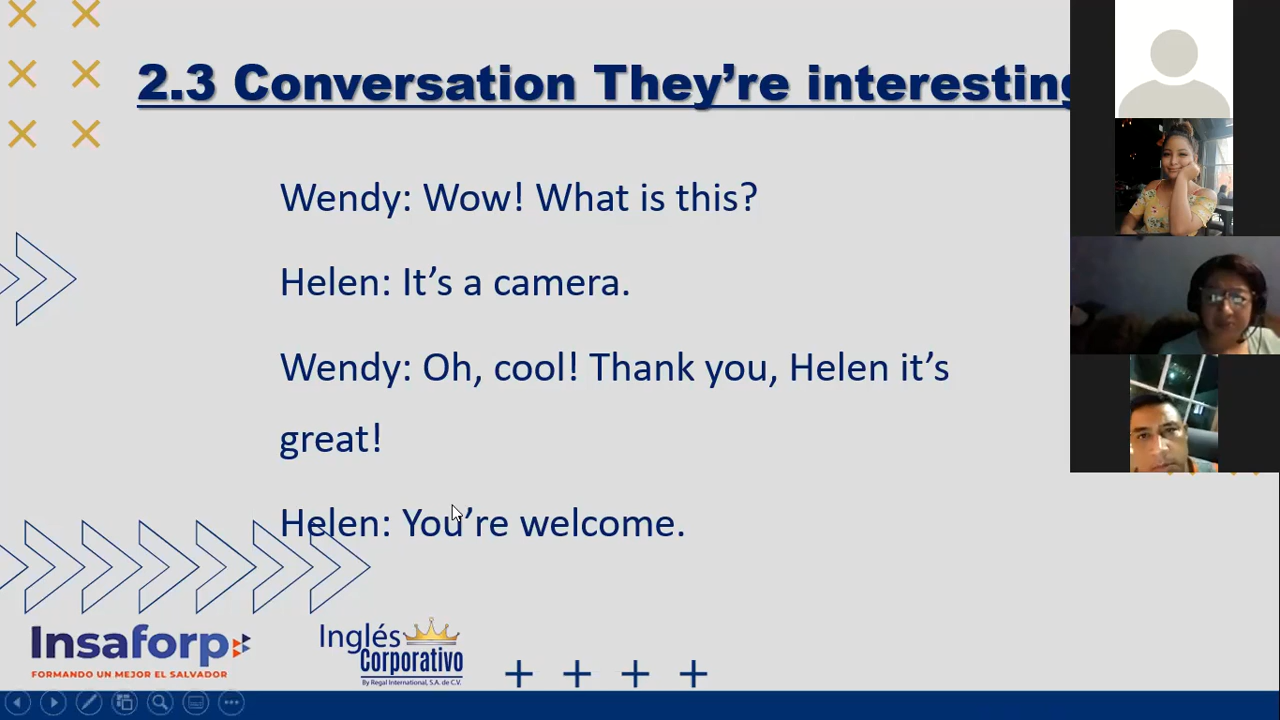 2.3 Conversation They’re interesting
Wendy: Wow! What is this?
Helen: It’s a camera.
Wendy: Oh, cool! Thank you, Helen it’s
great!
Helen: You’re welcome.
Insaforp
FORMANDO UN MEJOR EL SALVADOR
Inglés
Corporativo
By Regal International, S.A. de C.V.